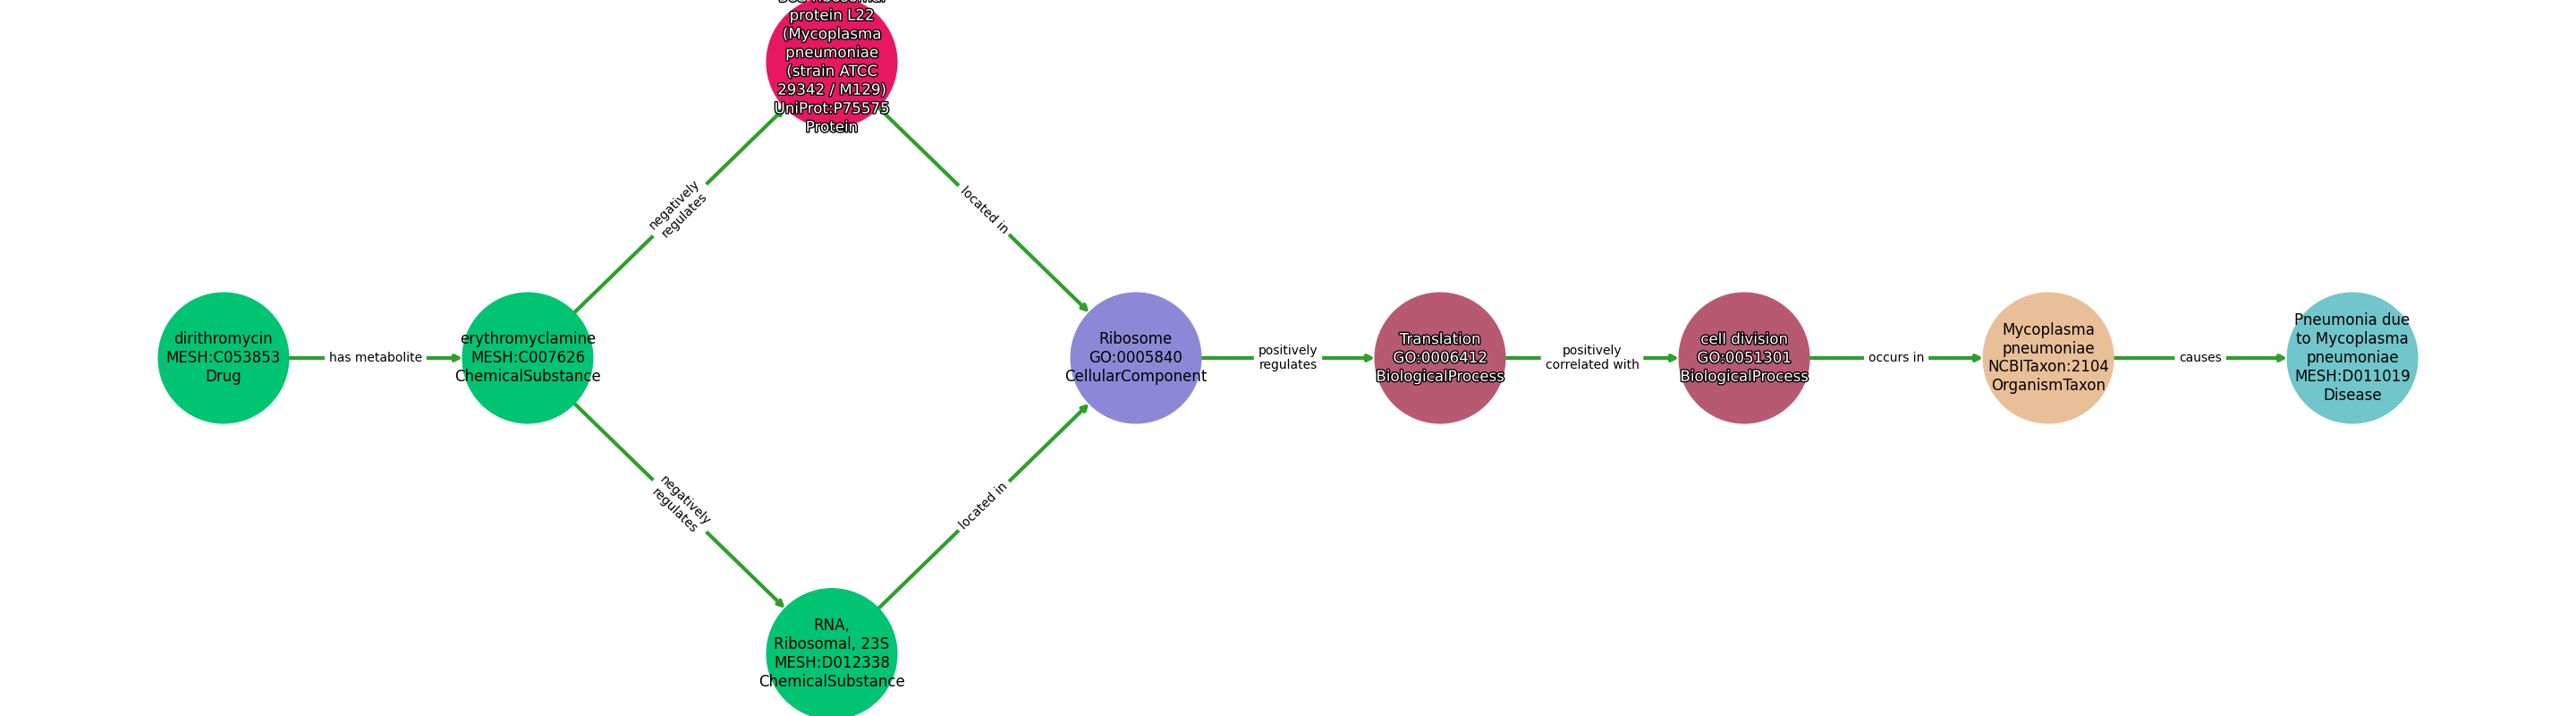 protein L22
(Mycoplasma
pneumoniae
(strain ATCC
29342 / M129)
UniProt:P75575
Protein
negatively
regulates
located in
dirithromycin
MESH:C053853
Drug
has metabolite
erythromyclamine
MESH:C007626
ChemicalSubstance
Ribosome
GO:0005840
CellularComponent
positively
regulates
Translation
GO:0006412
BiologicalProcess
positively
correlated with
cell division
GO:0051301
BiologicalProcess
occurs in
Mycoplasma
pneumoniae
NCBITaxon:2104
OrganismTaxon
causes
Pneumonia due
to Mycoplasma
pneumoniae
MESH:D011019
Disease
negatively
regulates
located in
RNA,
Ribosomal, 23S
MESH:D012338
ChemicalSubstance